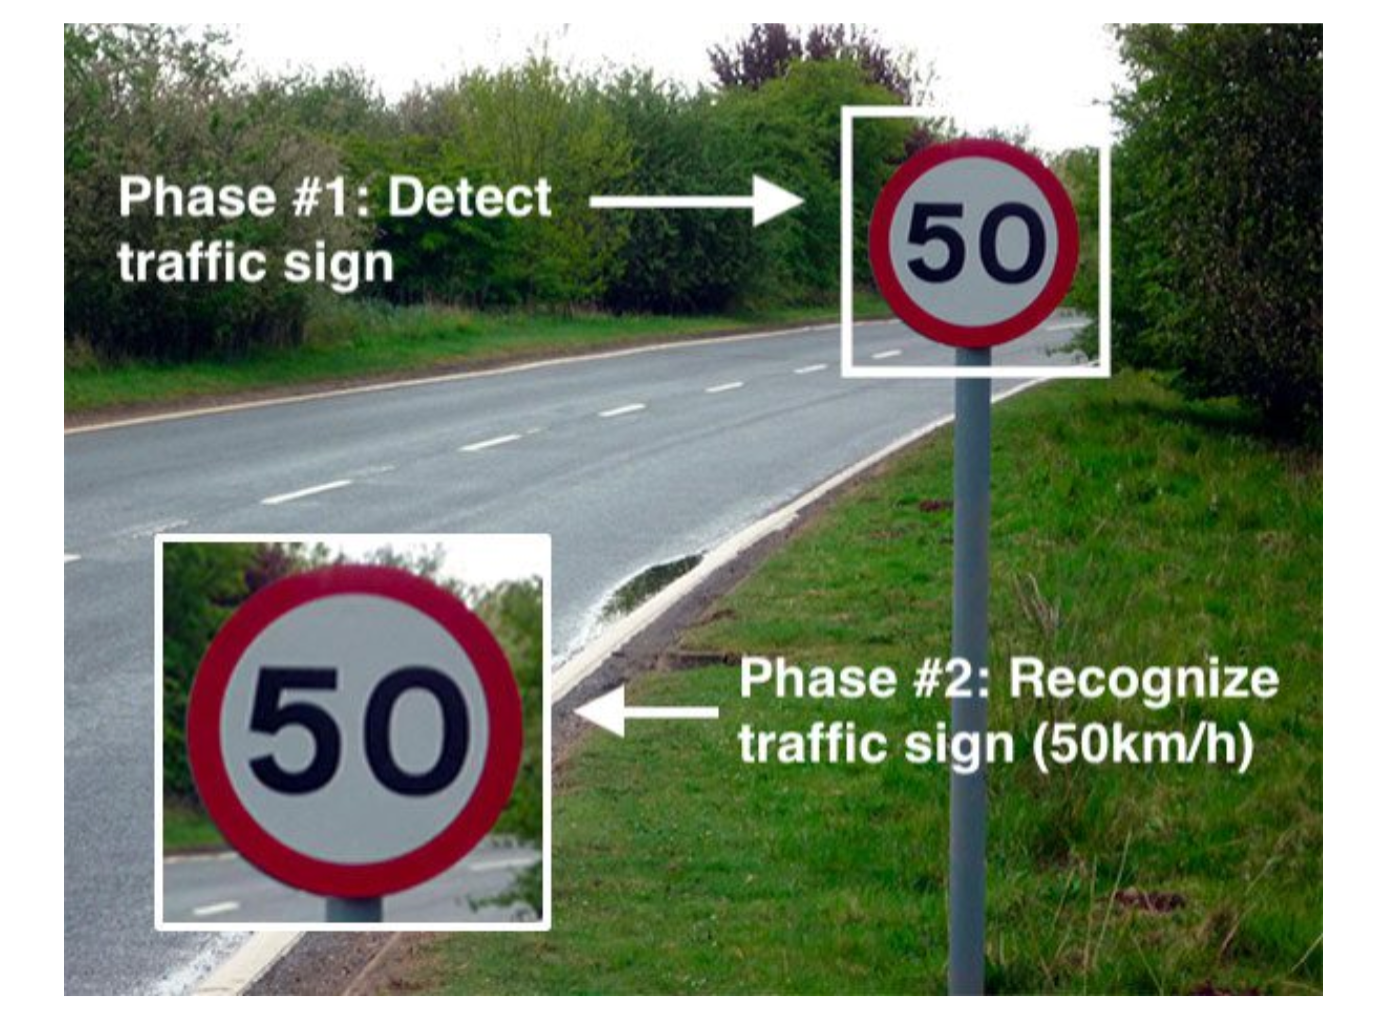 Phase #1: Detect
traffic sign
50
50
Phase #2: Recognize
traffic sign (50km/h)